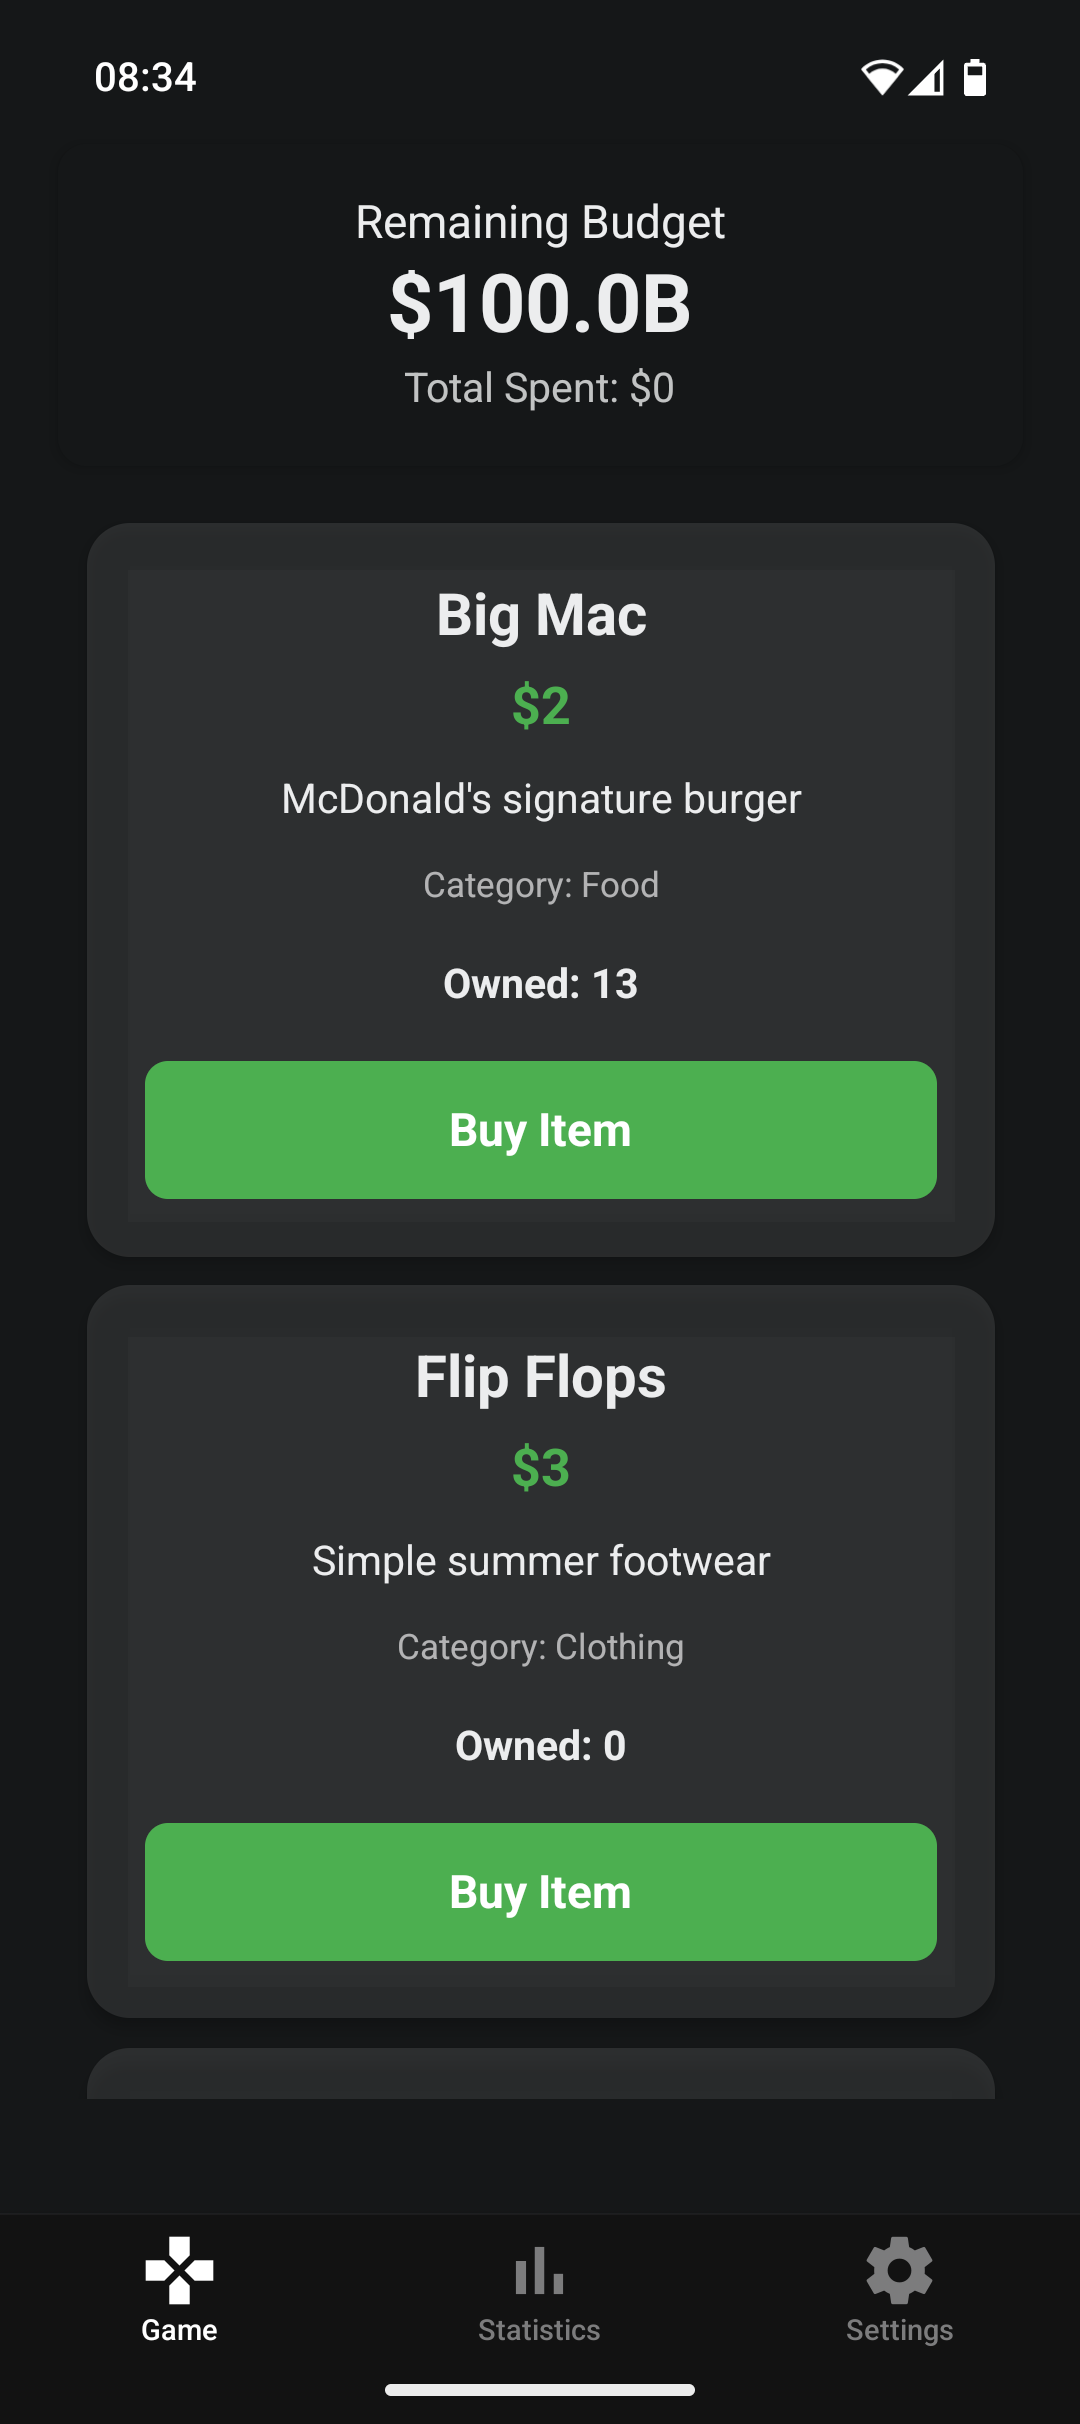 08:34
Remaining Budget
$100.0B
Total Spent: $0
Big Mac
$2
McDonald's signature burger
Category: Food
Owned: 13
Buy Item
Flip Flops
$3
Simple summer footwear
Category: Clothing
Owned: 0
Buy Item
Game
Statistics
Settings